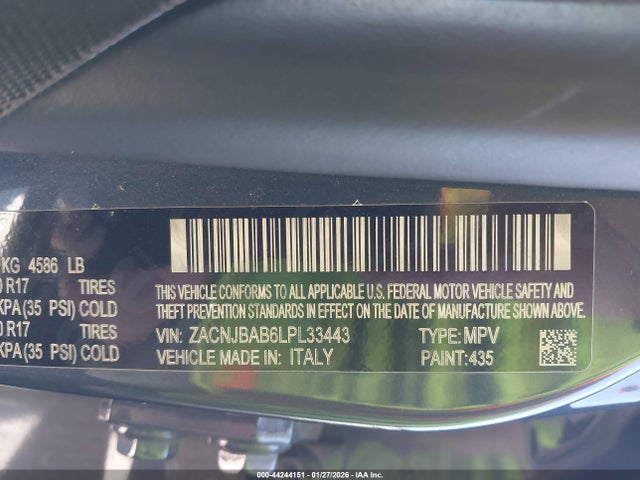 KG 4586 LB
R17 TIRES
KPA(35 PSI) COLD
R17 TIRES
KPA(35 PSI) COLD
THIS VEHICLE CONFORMS TO ALL APPLICABLE U.S. FEDERAL MOTOR VEHICLE SAFETY AND
THEFT PREVENTION STANDARDS IN EFFECT ON THE DATE OF MANUFACTURE SHOWN ABOVE.
VIN: ZACNJBAB6LPL33443 TYPE: MPV
VEHICLE MADE IN: ITALY PAINT: 435
000-44244151 - 01/27/2026 - © IAA Inc.